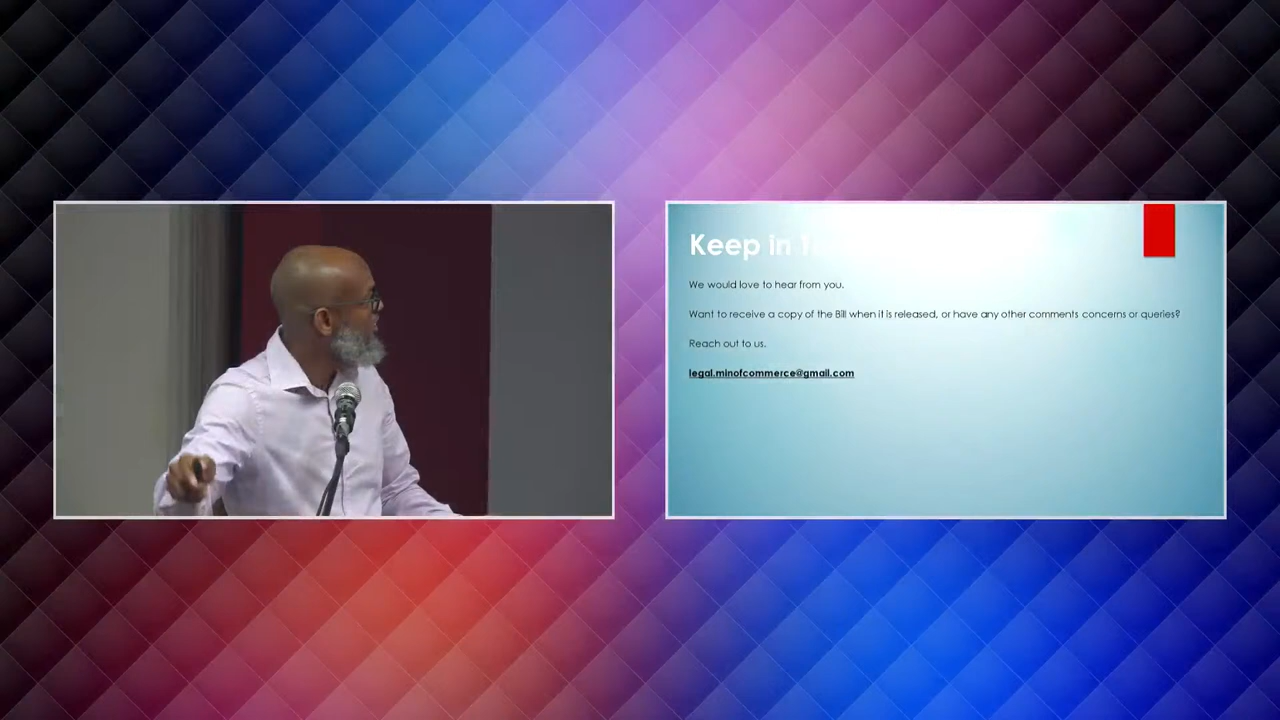 Keep in
We would love to hear from you.
Want to receive a copy of the Bill when it is released, or have any other comments concerns or queries?
Reach out to us.
legal.minofcommerce@gmail.com